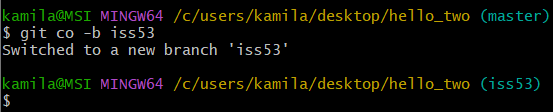 kamila@MSI MINGW64 /c/users/kamila/desktop/hello_two (master)
$ git co -b iss53
Switched to a new branch 'iss53'
kamila@MSI MINGW64 /c/users/kamila/desktop/hello_two (iss53)
$